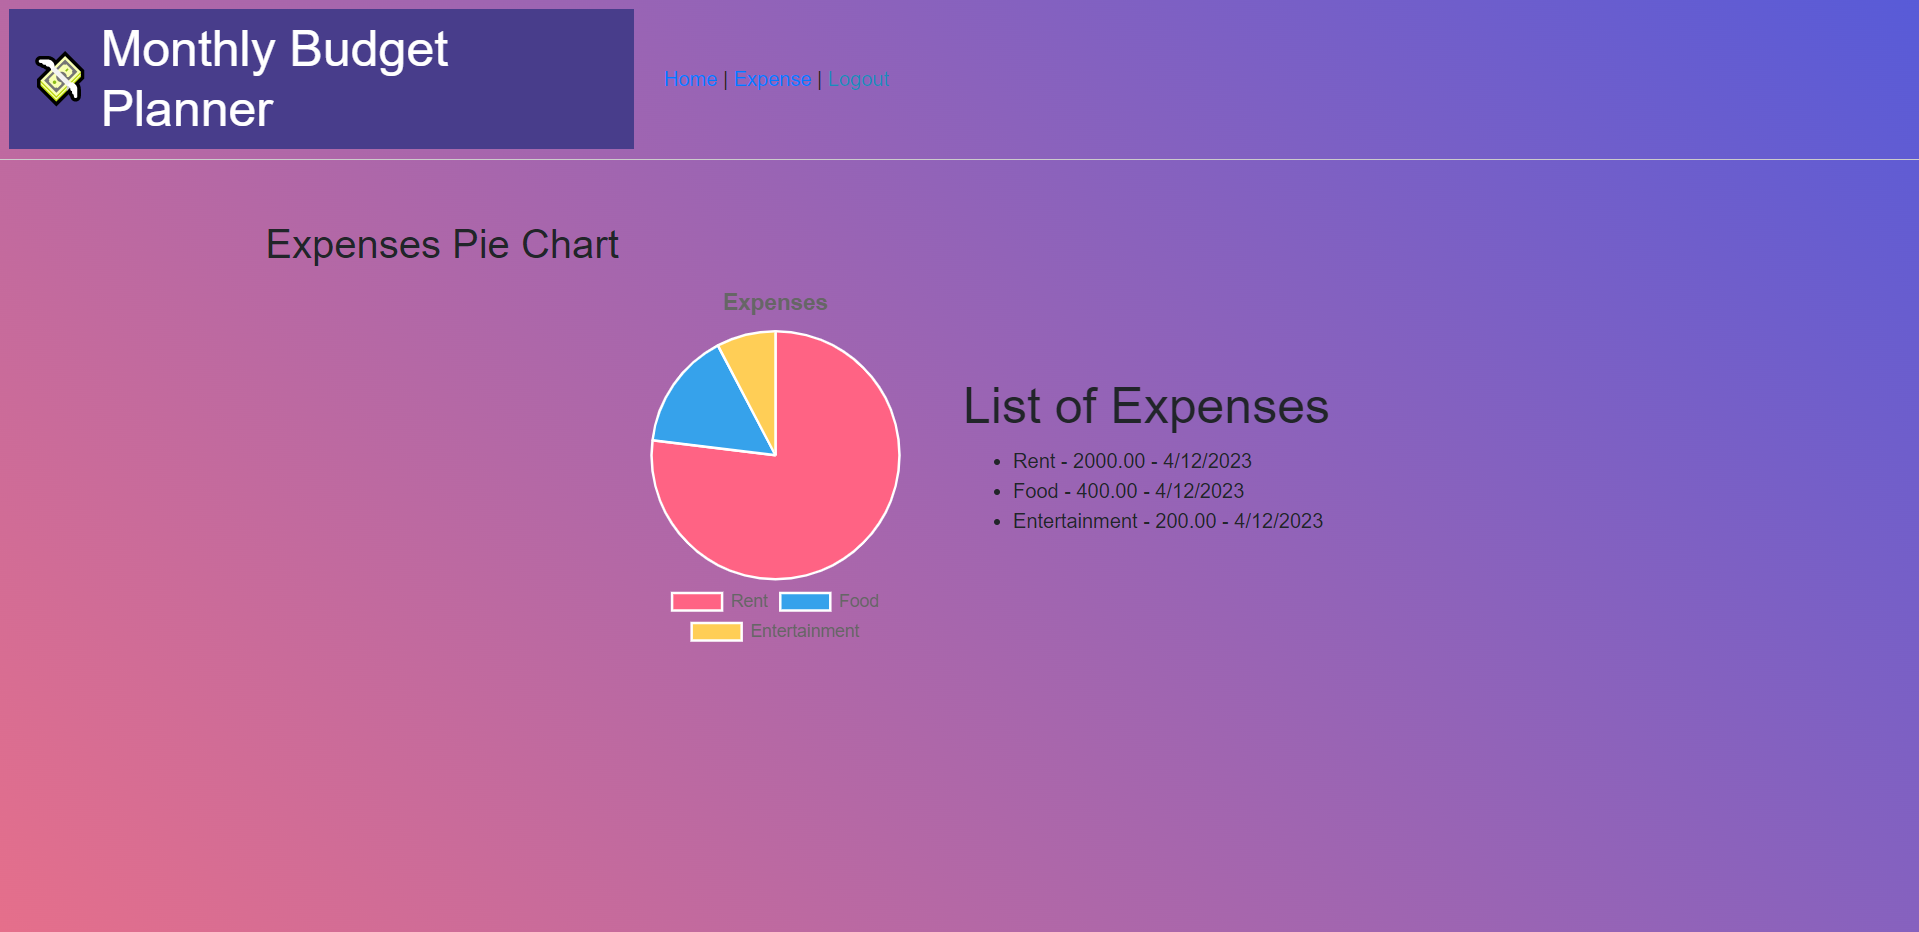 Monthly Budget
Planner
Home | Expense | Logout
Expenses Pie Chart
Expenses
Rent Food
Entertainment
List of Expenses
Rent - 2000.00 - 4/12/2023
Food - 400.00 - 4/12/2023
Entertainment - 200.00 - 4/12/2023